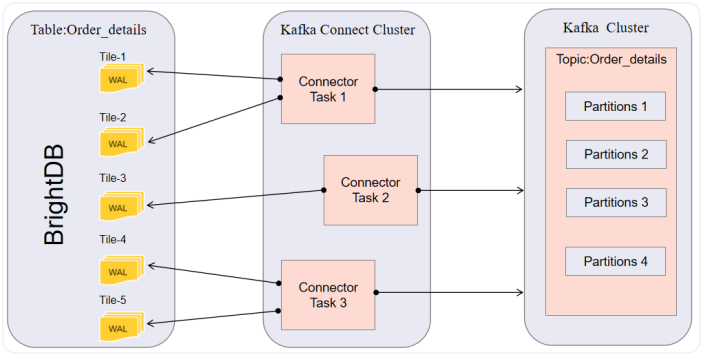 Table:Order_details
Tile-1
WAL
Tile-2
WAL
Tile-3
WAL
Tile-4
WAL
Tile-5
WAL
BrightDB
Kafka Connect Cluster
Connector
Task 1
Connector
Task 2
Connector
Task 3
Kafka Cluster
Topic:Order_details
Partitions 1
Partitions 2
Partitions 3
Partitions 4